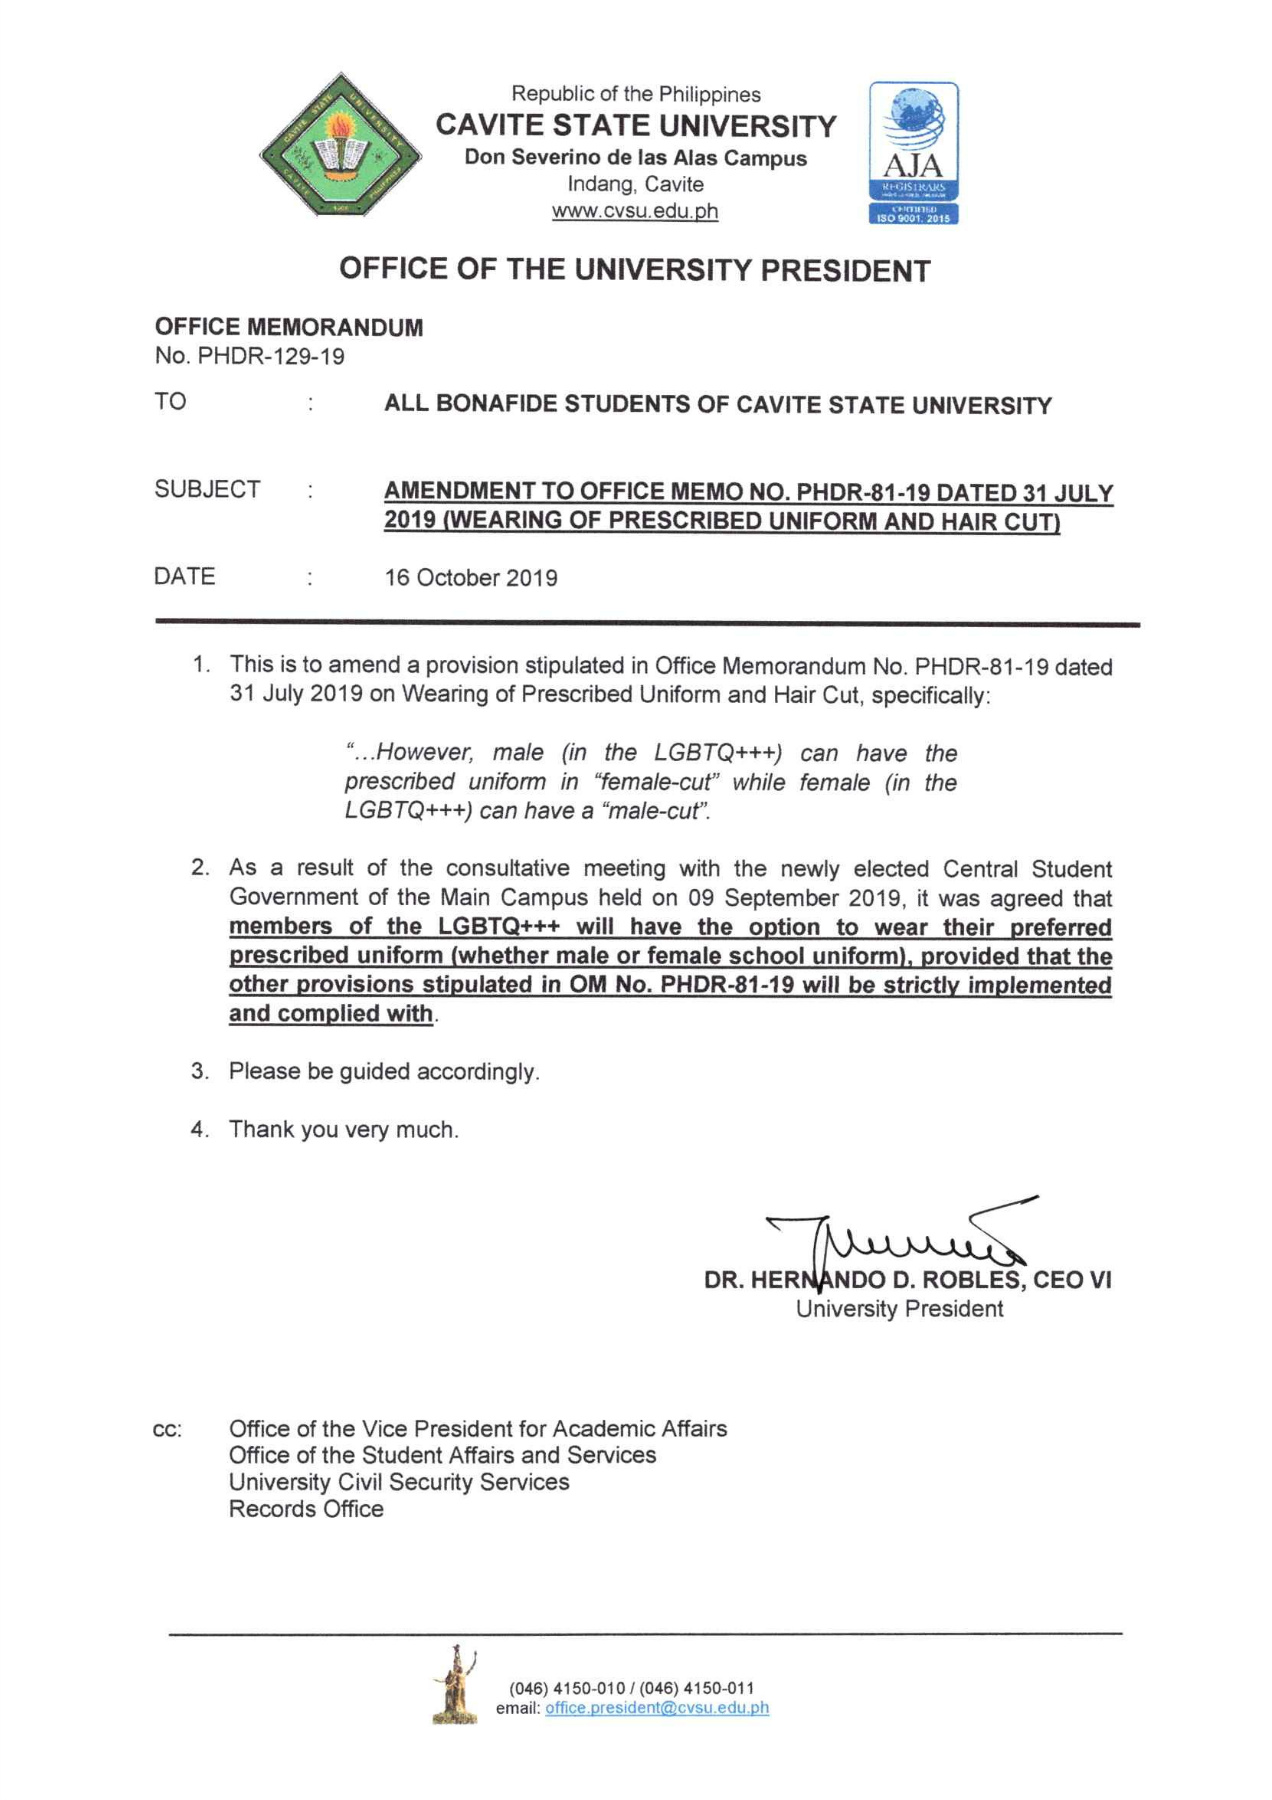 Republic of the Philippines
CAVITE STATE UNIVERSITY
Don Severino de las Alas Campus
Indang, Cavite
www.cvsu.edu.ph
CAVITE STATE UNIVERSITY
AJA
REGISTRARS
CERTIFIED
ISO 9001: 2015
OFFICE OF THE UNIVERSITY PRESIDENT
OFFICE MEMORANDUM
No. PHDR-129-19
TO : ALL BONAFIDE STUDENTS OF CAVITE STATE UNIVERSITY
SUBJECT : AMENDMENT TO OFFICE MEMO NO. PHDR-81-19 DATED 31 JULY
2019 (WEARING OF PRESCRIBED UNIFORM AND HAIR CUT)
DATE : 16 October 2019
1. This is to amend a provision stipulated in Office Memorandum No. PHDR-81-19 dated
31 July 2019 on Wearing of Prescribed Uniform and Hair Cut, specifically:
“...However, male (in the LGBTQ+++) can have the
prescribed uniform in “female-cut” while female (in the
LGBTQ+++) can have a “male-cut”.
2. As a result of the consultative meeting with the newly elected Central Student
Government of the Main Campus held on 09 September 2019, it was agreed that
members of the LGBTQ+++ will have the option to wear their preferred
prescribed uniform (whether male or female school uniform), provided that the
other provisions stipulated in OM No. PHDR-81-19 will be strictly implemented
and complied with.
3. Please be guided accordingly.
4. Thank you very much.
DR. HERNANDO D. ROBLES, CEO VI
University President
cc: Office of the Vice President for Academic Affairs
Office of the Student Affairs and Services
University Civil Security Services
Records Office
(046) 4150-010 / (046) 4150-011
email: office.president@cvsu.edu.ph